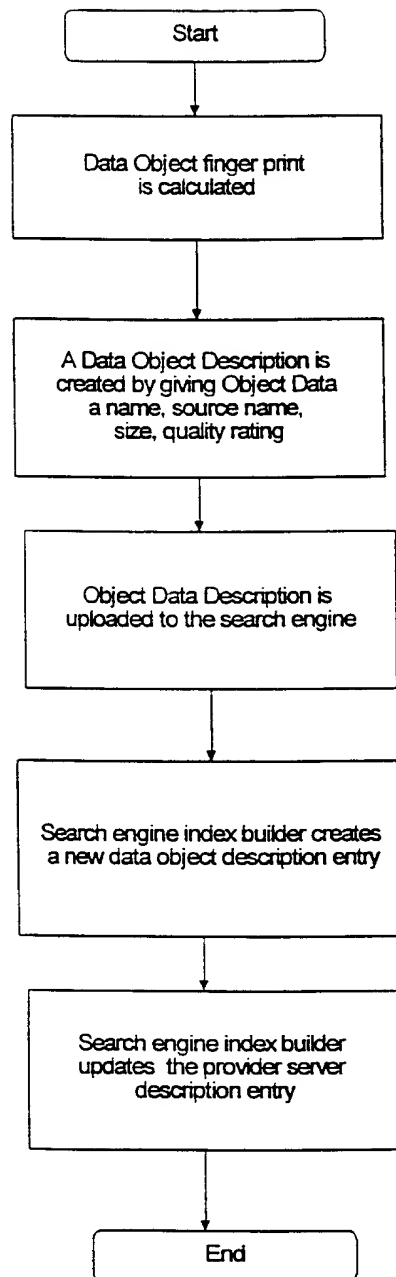 Start
Data Object finger print
is calculated
A Data Object Description is
created by giving Object Data
a name, source name,
size, quality rating
Object Data Description is
uploaded to the search engine
Search engine index builder creates
a new data object description entry
Search engine index builder
updates the provider server
description entry
End